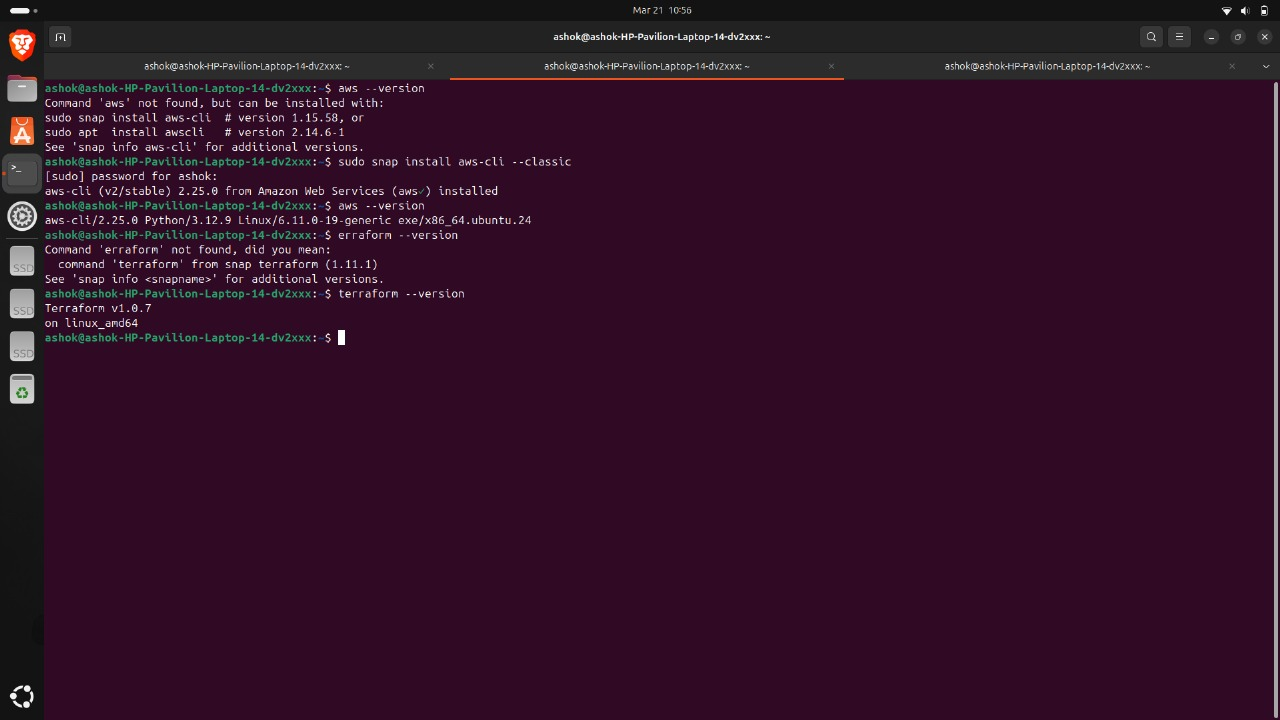 Mar 21 10:56
ashok@ashok-HP-Pavilion-Laptop-14-dv2xxx: ~
ashok@ashok-HP-Pavilion-Laptop-14-dv2xxx: ~
ashok@ashok-HP-Pavilion-Laptop-14-dv2xxx: ~
ashok@ashok-HP-Pavilion-Laptop-14-dv2xxx: ~
ashok@ashok-HP-Pavilion-Laptop-14-dv2xxx:~$ aws --version
Command 'aws' not found, but can be installed with:
sudo snap install aws-cli  # version 1.15.58, or
sudo apt  install awscli   # version 2.14.6-1
See 'snap info aws-cli' for additional versions.
ashok@ashok-HP-Pavilion-Laptop-14-dv2xxx:~$ sudo snap install aws-cli --classic
[sudo] password for ashok:
aws-cli (v2/stable) 2.25.0 from Amazon Web Services (aws✓) installed
ashok@ashok-HP-Pavilion-Laptop-14-dv2xxx:~$ aws --version
aws-cli/2.25.0 Python/3.12.9 Linux/6.11.0-19-generic exe/x86_64.ubuntu.24
ashok@ashok-HP-Pavilion-Laptop-14-dv2xxx:~$ erraform --version
Command 'erraform' not found, did you mean:
  command 'terraform' from snap terraform (1.11.1)
See 'snap info <snapname>' for additional versions.
ashok@ashok-HP-Pavilion-Laptop-14-dv2xxx:~$ terraform --version
Terraform v1.0.7
on linux_amd64
ashok@ashok-HP-Pavilion-Laptop-14-dv2xxx:~$
SSD
SSD
SSD